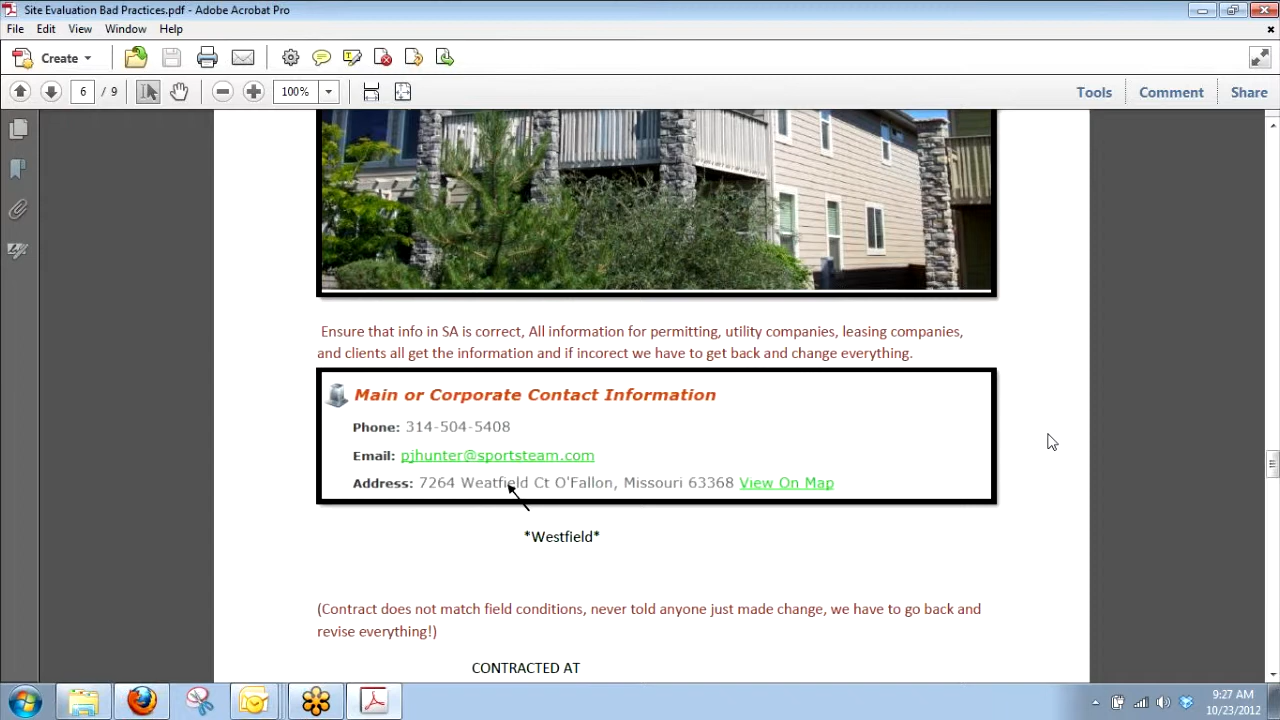 Site Evaluation Bad Practices.pdf - Adobe Acrobat Pro
File Edit View Window Help
Create
6 / 9 100% Tools Comment Share
Ensure that info in SA is correct, All information for permitting, utility companies, leasing companies,
and clients all get the information and if incorect we have to get back and change everything.
Main or Corporate Contact Information
Phone: 314-504-5408
Email: pjhunter@sportsteam.com
Address: 7264 Weatfield Ct O'Fallon, Missouri 63368 View On Map
*Westfield*
(Contract does not match field conditions, never told anyone just made change, we have to go back and
revise everything!)
CONTRACTED AT
9:27 AM
10/23/2012